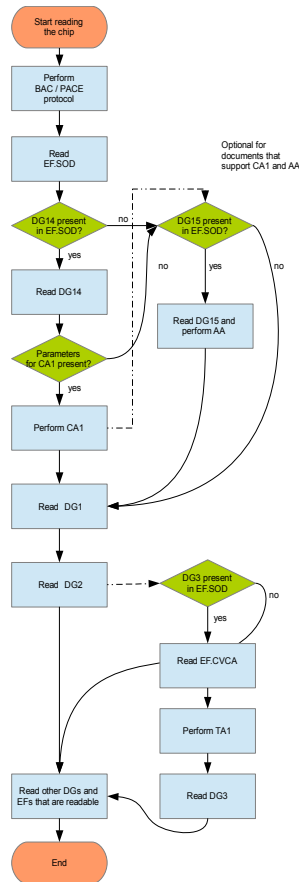 Start reading
the chip
Perform
BAC / PACE
protocol
Read
EF.SOD
Optional for
documents that
support CA1 and AA
DG14 present
in EF.SOD?
no
DG15 present
in EF.SOD?
yes
no
yes
Read DG14
Read DG15 and
perform AA
Parameters
for CA1 present?
no
yes
Perform CA1
Read DG1
Read DG2
DG3 present
in EF.SOD
no
yes
Read EF.CVCA
Perform TA1
Read other DGs and
EFs that are readable
Read DG3
End